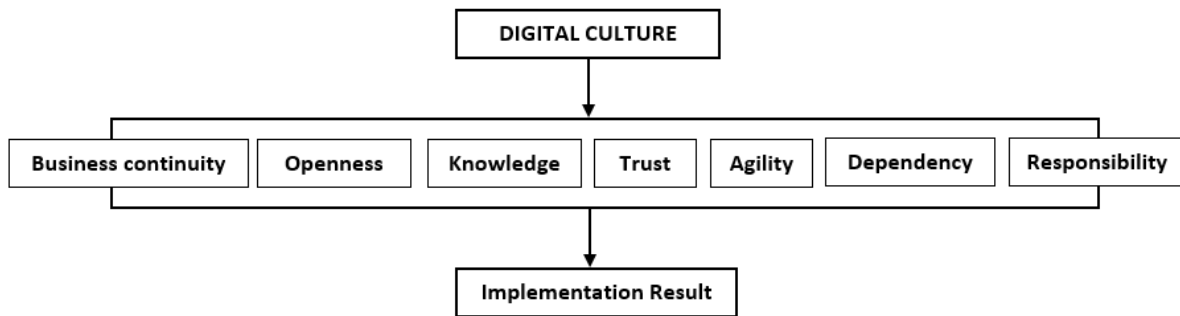 DIGITAL CULTURE
Business continuity
Openness
Knowledge
Trust
Agility
Dependency
Responsibility
Implementation Result